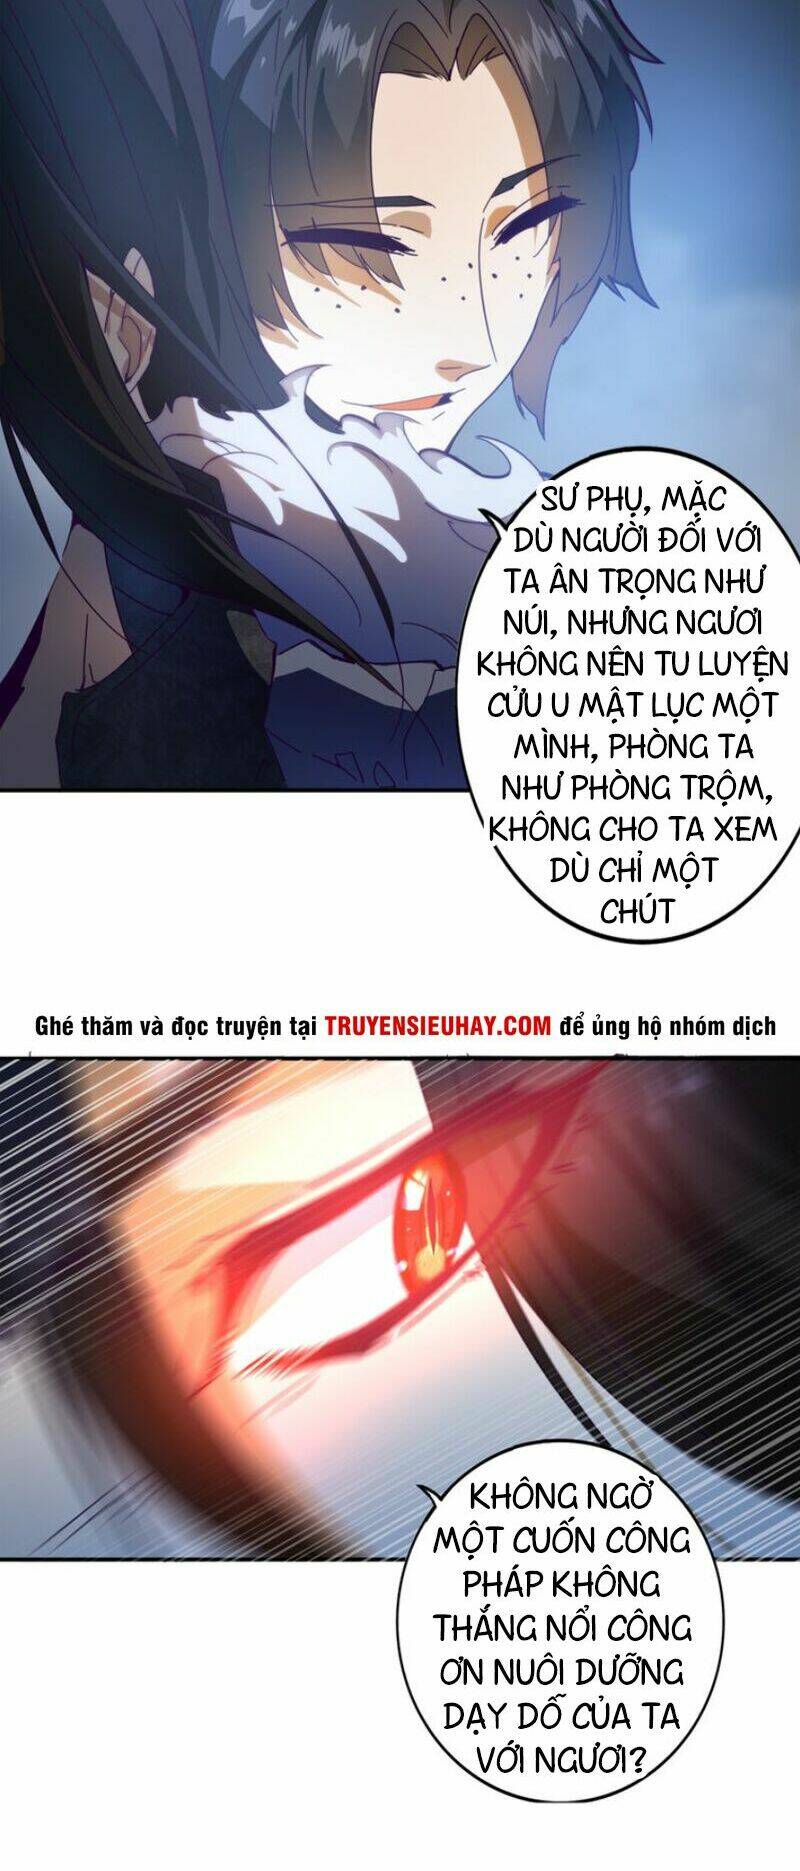 SƯ PHỤ, MẶC
DÙ NGƯỜI ĐỐI VỚI
TA ÂN TRỌNG NHƯ
NÚI, NHƯNG NGƯƠI
KHÔNG NÊN TU LUYỆN
CỬU U MẬT LỤC MỘT
MÌNH, PHÒNG TA
NHƯ PHÒNG TRỘM,
KHÔNG CHO TA XEM
DÙ CHỈ MỘT
CHÚT
Ghé thăm và đọc truyện tại TRUYENSIEUHAY.COM để ủng hộ nhóm dịch
KHÔNG NGỜ
MỘT CUỐN CÔNG
PHÁP KHÔNG
THẮNG NỔI CÔNG
ƠN NUÔI DƯỠNG
DẠY DỖ CỦA TA
VỚI NGƯƠI?